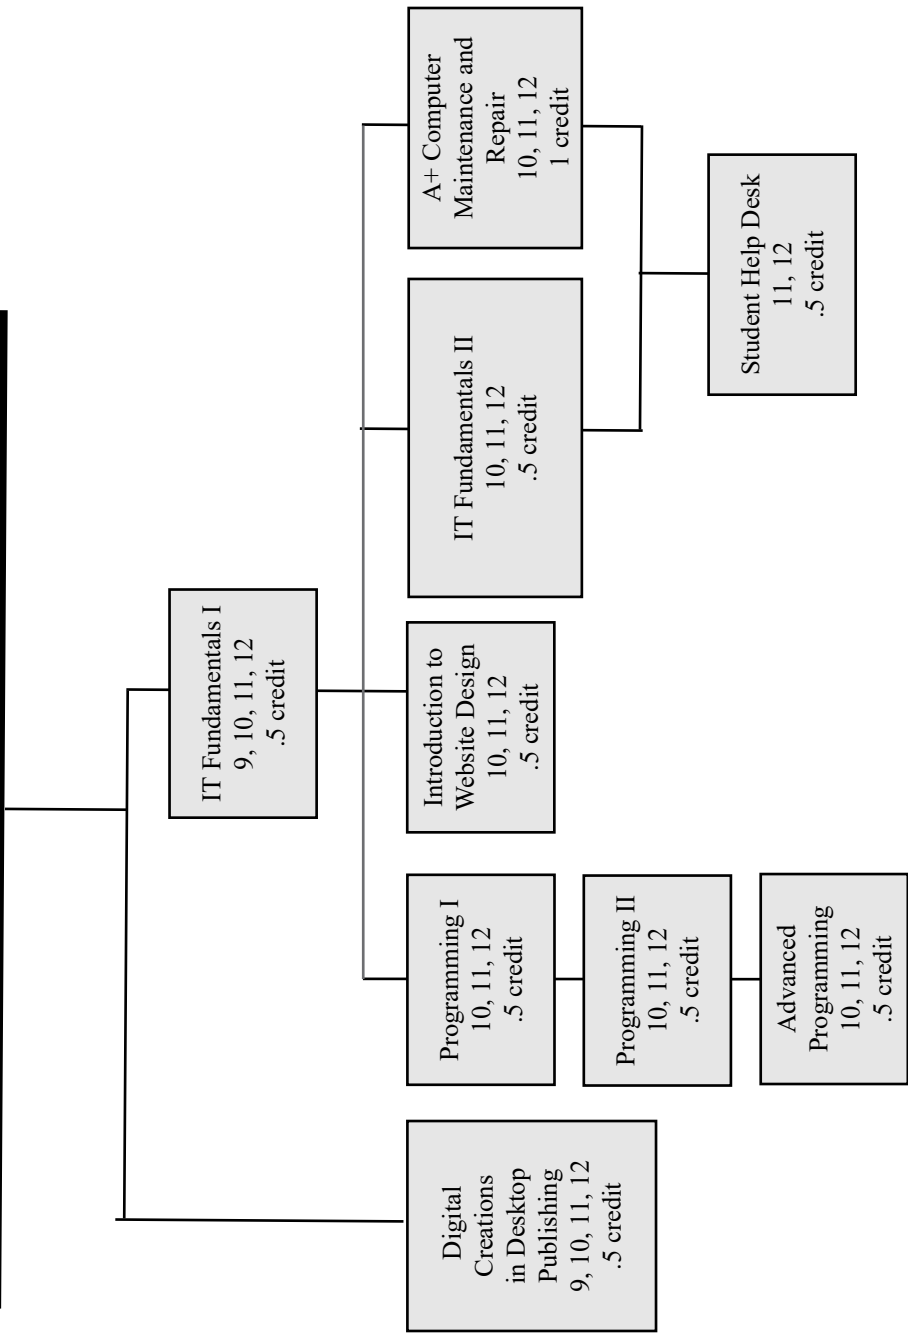 IT Fundamentals I
9, 10, 11, 12
.5 credit
Digital
Creations
in Desktop
Publishing
9, 10, 11, 12
.5 credit
Programming I
10, 11, 12
.5 credit
Introduction to
Website Design
10, 11, 12
.5 credit
IT Fundamentals II
10, 11, 12
.5 credit
A+ Computer
Maintenance and
Repair
10, 11, 12
1 credit
Programming II
10, 11, 12
.5 credit
Student Help Desk
11, 12
.5 credit
Advanced
Programming
10, 11, 12
.5 credit